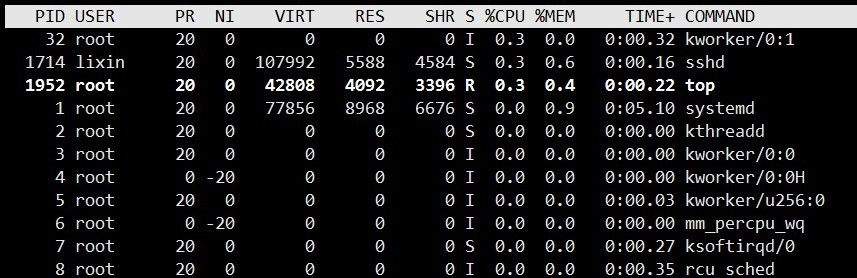 PID USER PR NI VIRT RES SHR S %CPU %MEM TIME+ COMMAND
32 root 20 0 0 0 0 I 0.3 0.0 0:00.32 kworker/0:1
1714 lixin 20 0 107992 5588 4584 S 0.3 0.6 0:00.16 sshd
1952 root 20 0 42808 4092 3396 R 0.3 0.4 0:00.22 top
1 root 20 0 77856 8968 6676 S 0.0 0.9 0:05.10 systemd
2 root 20 0 0 0 0 S 0.0 0.0 0:00.00 kthreadd
3 root 20 0 0 0 0 I 0.0 0.0 0:00.00 kworker/0:0
4 root 0 -20 0 0 0 I 0.0 0.0 0:00.00 kworker/0:0H
5 root 20 0 0 0 0 I 0.0 0.0 0:00.03 kworker/u256:0
6 root 0 -20 0 0 0 I 0.0 0.0 0:00.00 mm_percpu_wq
7 root 20 0 0 0 0 S 0.0 0.0 0:00.27 ksoftirqd/0
8 root 20 0 0 0 0 I 0.0 0.0 0:00.35 rcu_sched